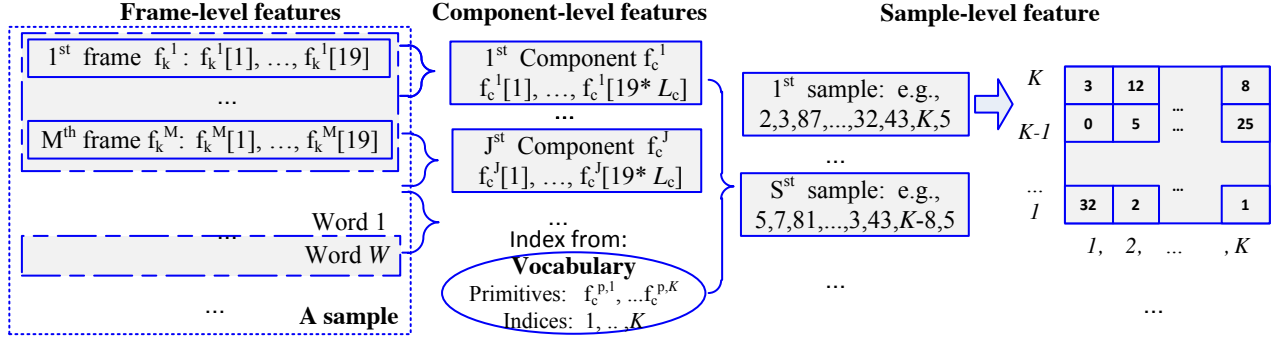 Frame-level features
1st frame fk1: fk1[1], …, fk1[19]
...
Mth frame fkM: fkM[1], …, fkM[19]
Word 1
...
Word W
...
A sample
Component-level features
1st Component fc1
fc1[1], …, fc1[19* Lc]
...
Jst Component fcJ
fcJ[1], …, fcJ[19* Lc]
...
Index from:
Vocabulary
Primitives: fcp,1, ...fcp,K
Indices: 1, .. ,K
Sample-level feature
1st sample: e.g.,
2,3,87,...,32,43,K,5
...
Sst sample: e.g.,
5,7,81,...,3,43,K-8,5
...
K 3 12 ... 8
K-1 0 5 ... 25
... ...
1 32 2 1
1, 2, ... , K
...